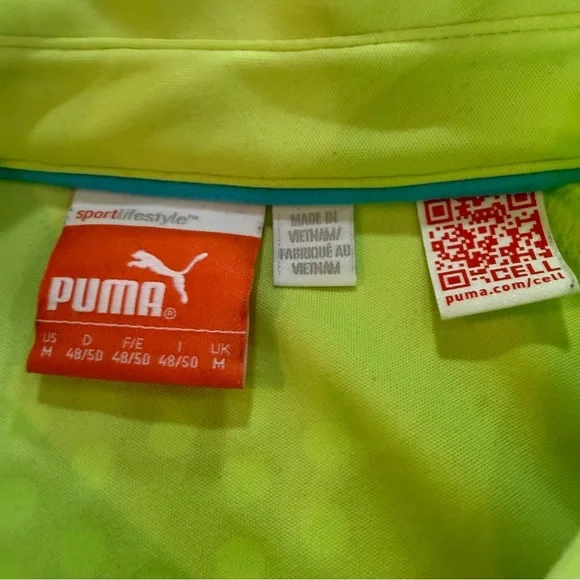 sportlifestyle™
PUMA®
US D F/E I UK
M 48/50 48/50 48/50 M
MADE IN
VIETNAM/
FABRIQUÉ AU
VIETNAM
CELL
puma.com/cell